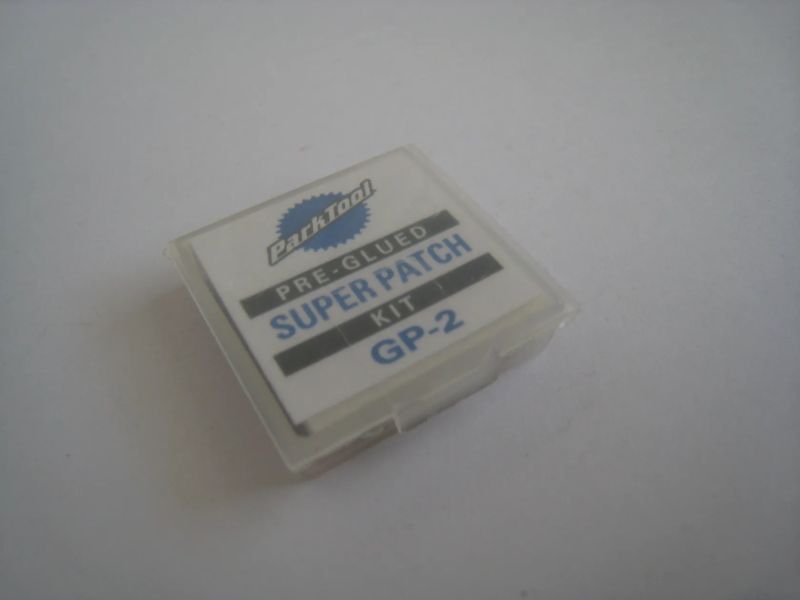 ParkTool
PRE-GLUED
SUPER PATCH
KIT
GP-2